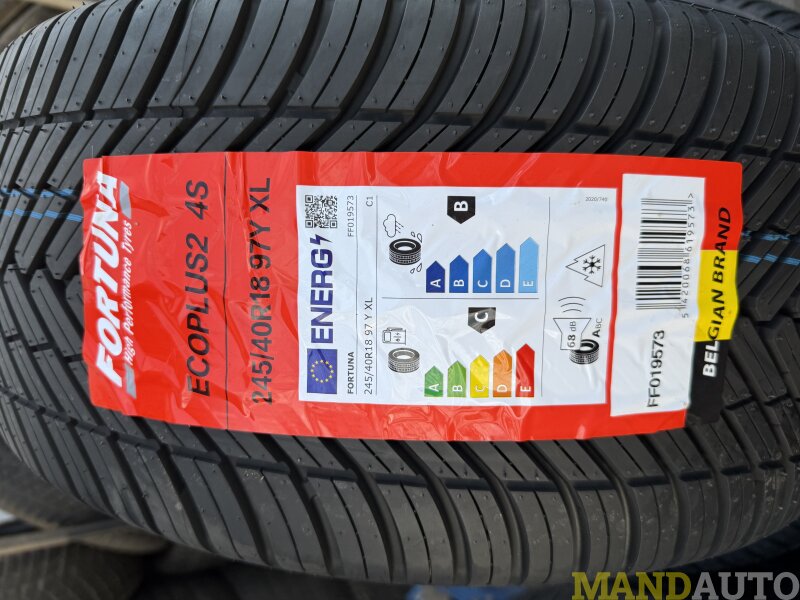 FORTUNA
High Performance Tyres
ECOPLUS2 4S
245/40R18 97Y XL
ENERG
FORTUNA
FF019573
245/40R18 97 Y XL
C1
B
A
B
C
D
E
C
A
B
C
D
E
2020/740
68 dB
ABC
5420068619573>
FF019573
BELGIAN BRAND
MANDAUTO